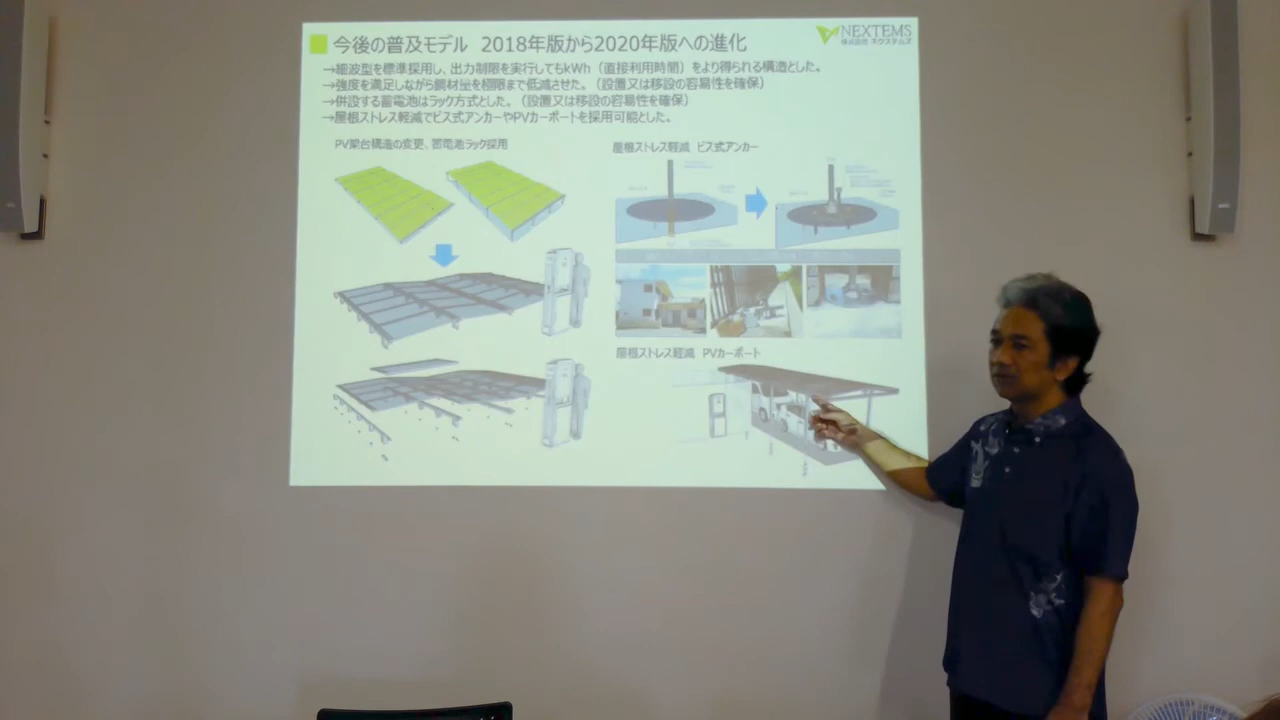 今後の普及モデル 2018年版から2020年版への進化
NEXTEMS
株式会社 ネクステムズ
→細波型を標準採用し、出力制限を実行してもkWh（直接利用時間）をより得られる構造とした。
→強度を満足しながら鋼材量を極限まで低減させた。（設置又は移設の容易性を確保）
→併設する蓄電池はラック方式とした。（設置又は移設の容易性を確保）
→屋根ストレス軽減でビス式アンカーやPVカーポートを採用可能とした。
PV架台構造の変更、蓄電池ラック採用
屋根ストレス軽減 ビス式アンカー
屋根ストレス軽減 PVカーポート